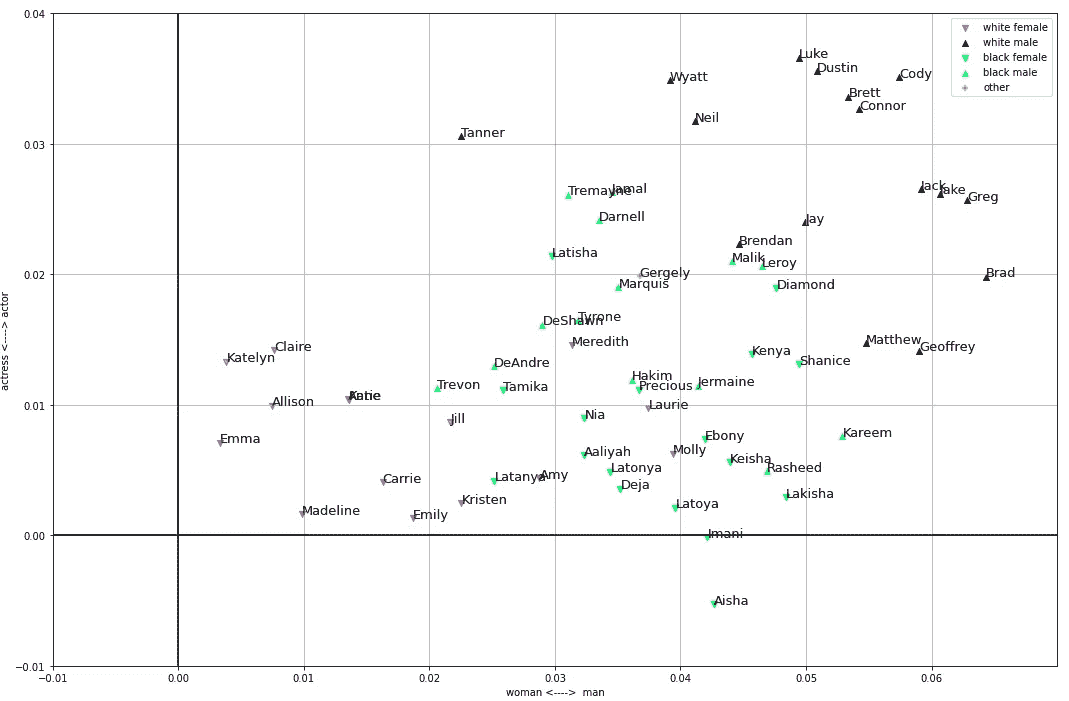 0.04
0.03
0.02
0.01
0.00
−0.01
actress <----> actor
−0.01
0.00
0.01
0.02
0.03
0.04
0.05
0.06
woman <----> man
white female
white male
black female
black male
other
Luke
Dustin
Cody
Wyatt
Brett
Connor
Neil
Tanner
Tremayne
Jamal
Jack
Jake
Greg
Darnell
Jay
Brendan
Latisha
Malik
Leroy
Gergely
Marquis
Diamond
Brad
DeShawn
Tyrone
Meredith
Matthew
Geoffrey
Claire
Katelyn
Kenya
Shanice
DeAndre
Trevon
Tamika
Hakim
Precious
Jermaine
Allison
Katie
Laurie
Jill
Nia
Emma
Ebony
Kareem
Aaliyah
Molly
Keisha
Rasheed
Carrie
Latanya
Amy
Latonya
Deja
Lakisha
Kristen
Madeline
Emily
Latoya
Imani
Aisha